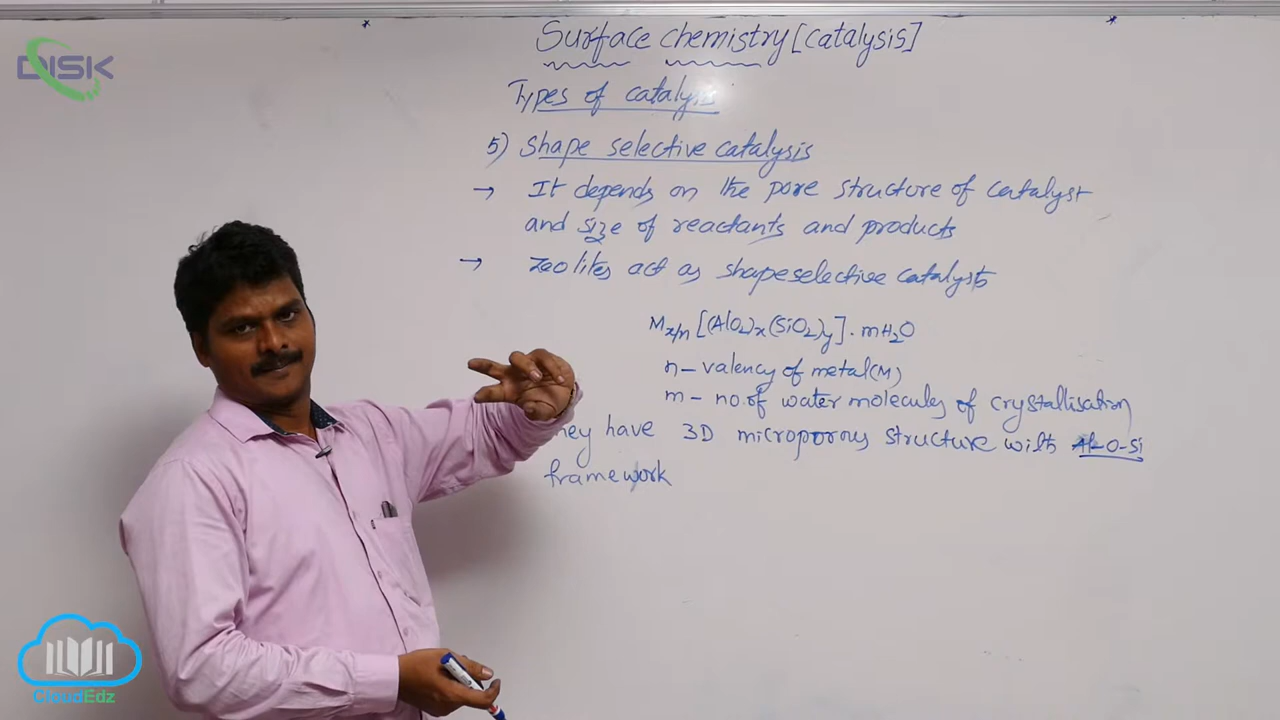 DISK
Surface chemistry [catalysis]
Types of catalysis
5) Shape selective catalysis
→ It depends on the pore structure of catalyst
and size of reactants and products
→ Zeolites act as shapeselective catalysts
Mx/n [(AlO2)x (SiO2)y] · mH2O
n - valency of metal (M)
m - no. of water molecules of crystallisation
hey have 3D microporous structure with Al-O-Si
framework
CloudEdz